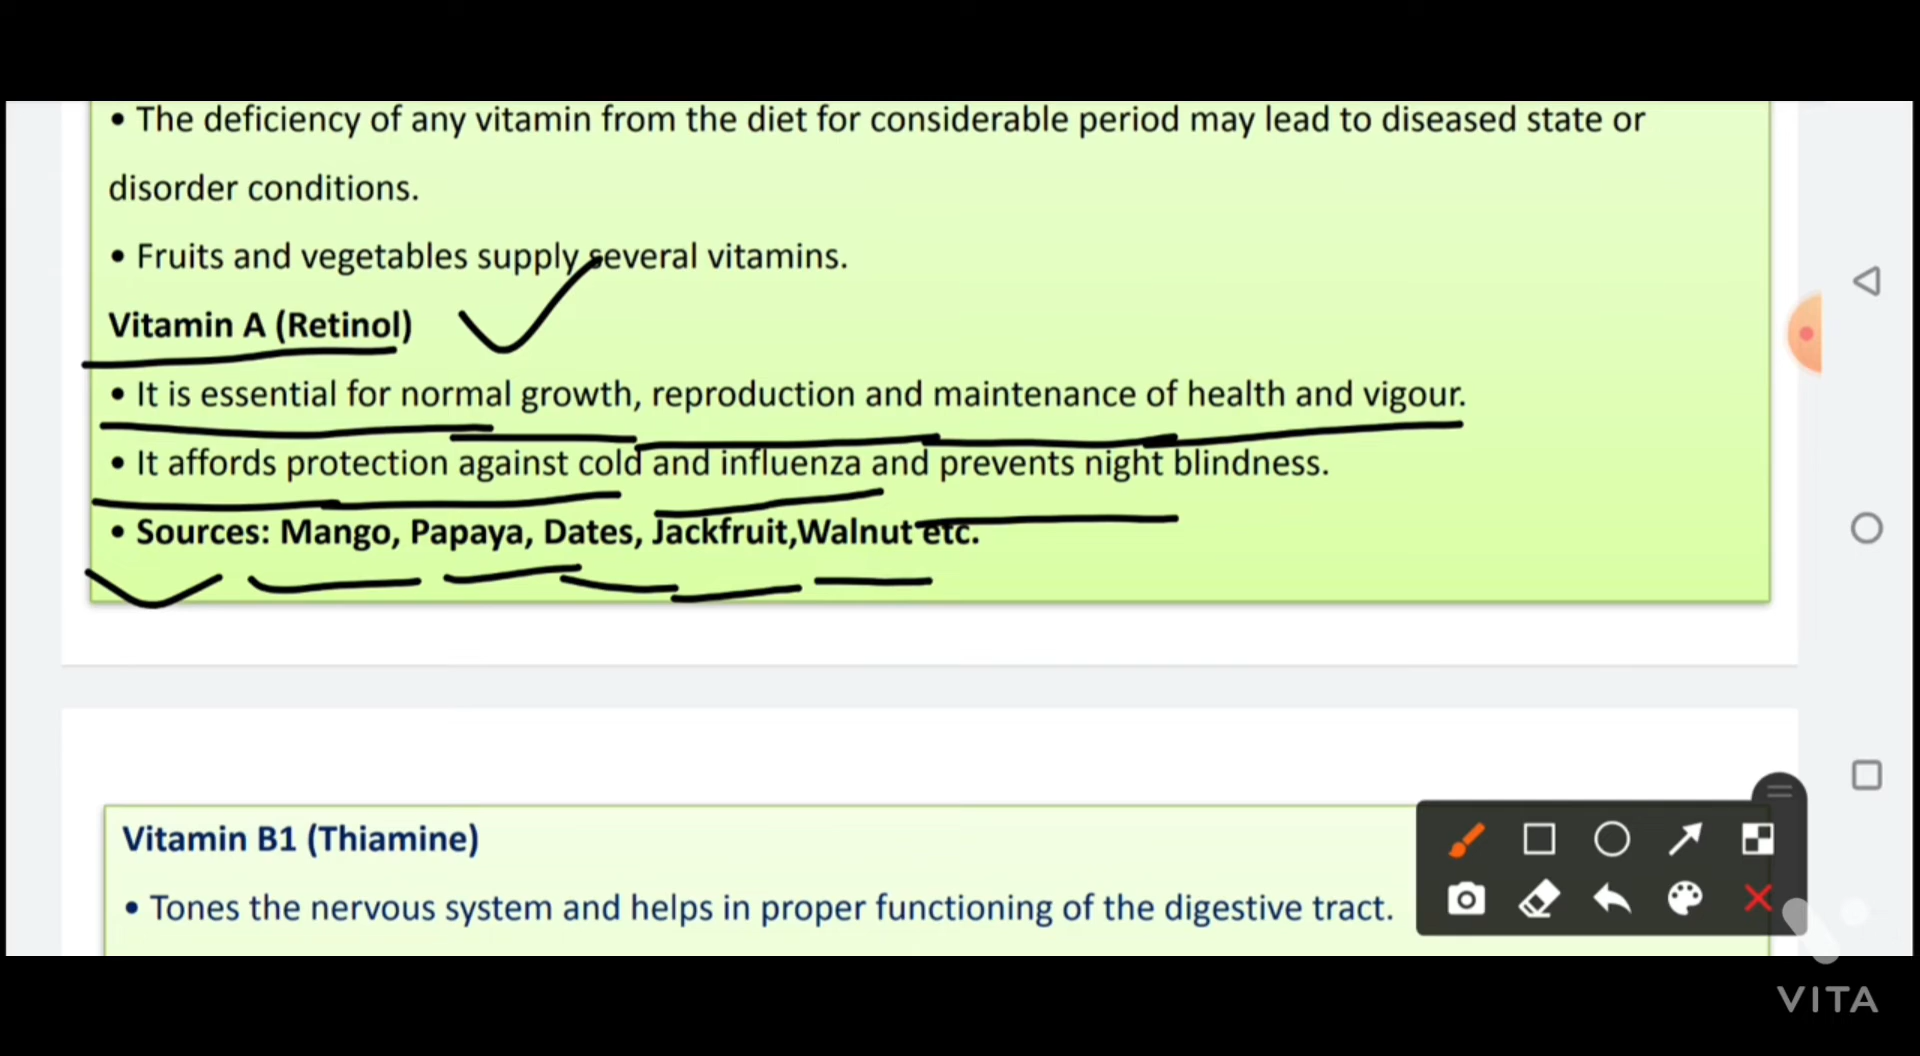 • The deficiency of any vitamin from the diet for considerable period may lead to diseased state or
disorder conditions.
• Fruits and vegetables supply several vitamins.
Vitamin A (Retinol)
• It is essential for normal growth, reproduction and maintenance of health and vigour.
• It affords protection against cold and influenza and prevents night blindness.
• Sources: Mango, Papaya, Dates, Jackfruit,Walnut etc.
Vitamin B1 (Thiamine)
• Tones the nervous system and helps in proper functioning of the digestive tract.
VITA